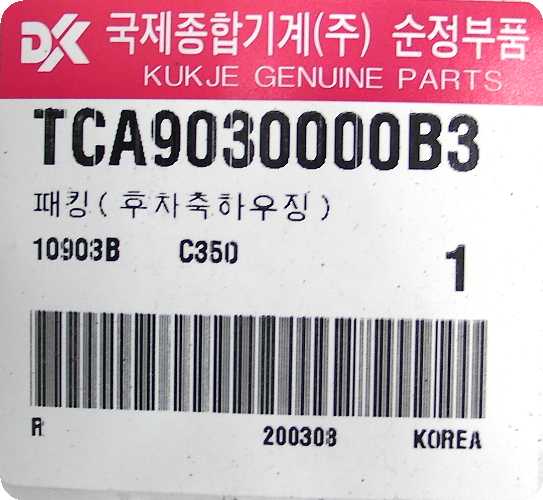 DK 국제종합기계(주) 순정부품
KUKJE GENUINE PARTS
TCA9030000B3
패킹(후차축하우징)
10903B C350 1
R 200308 KOREA